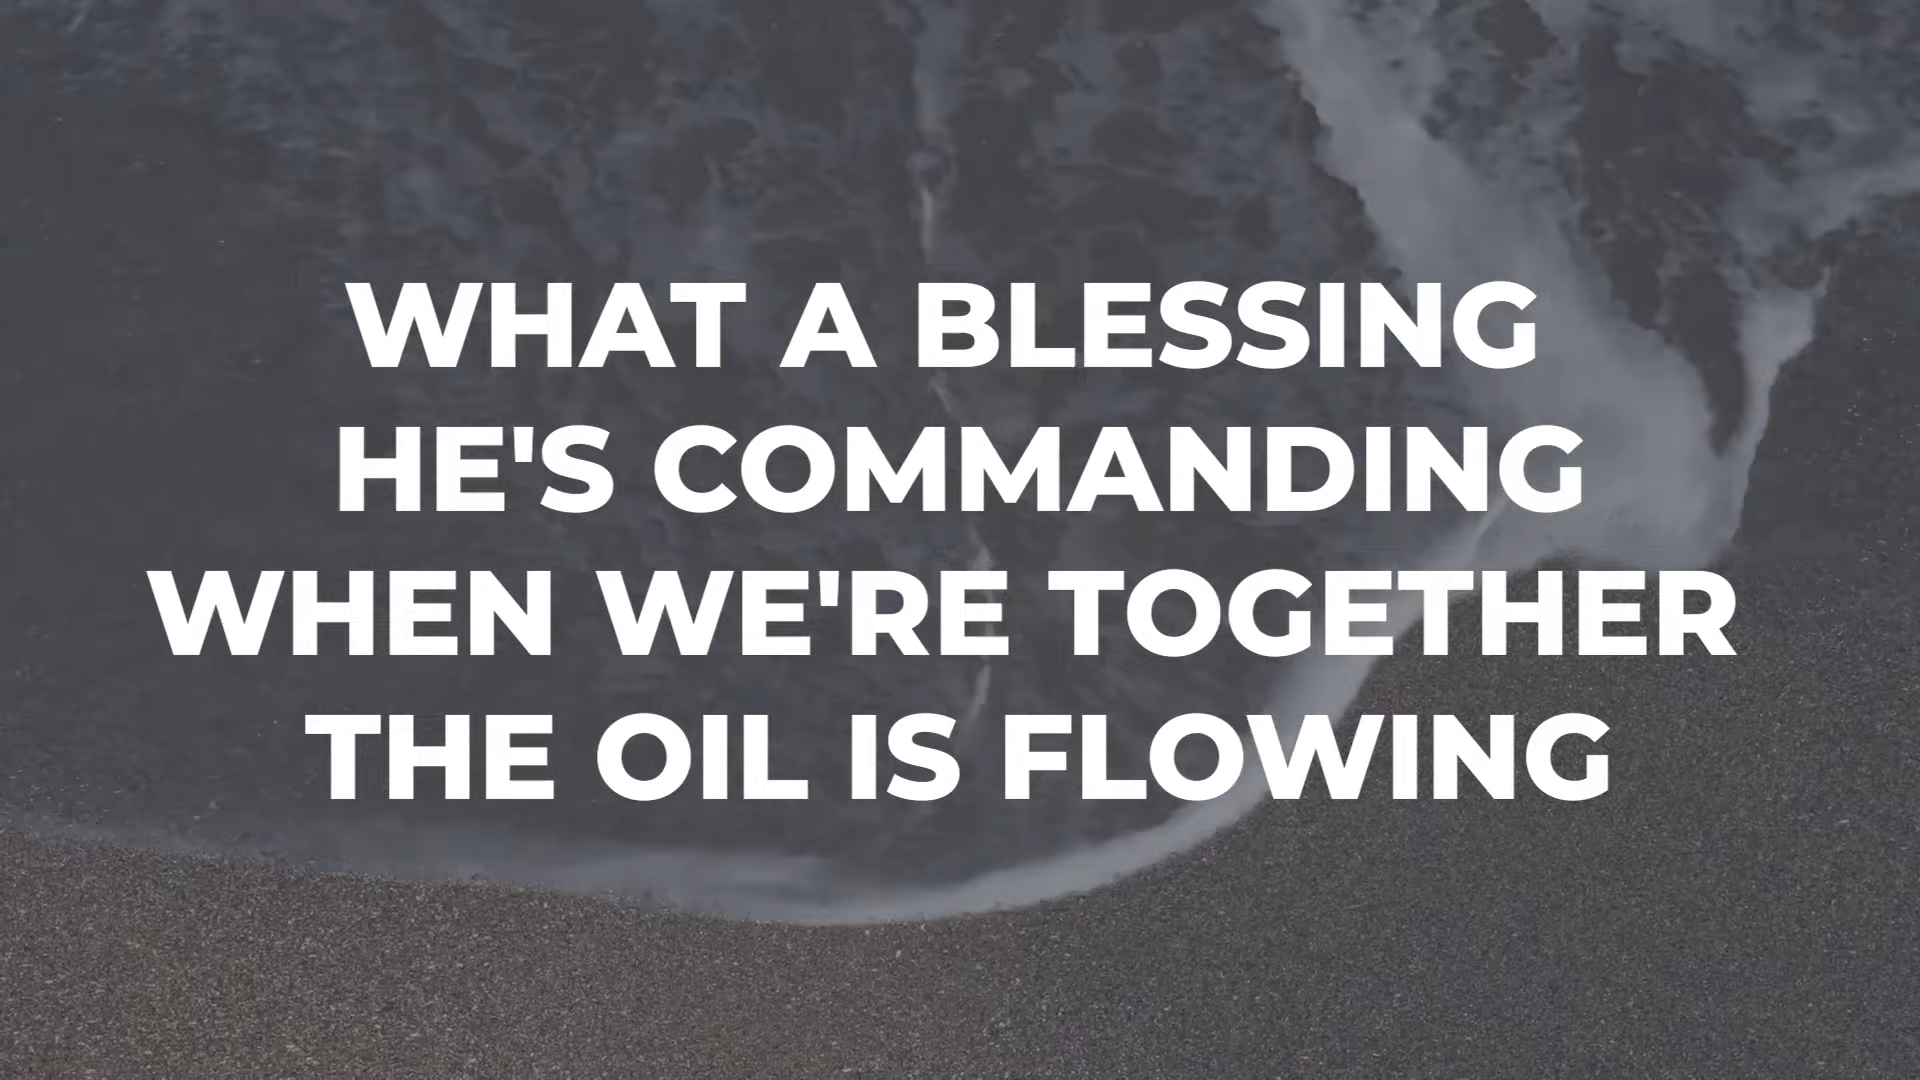 WHAT A BLESSING
HE'S COMMANDING
WHEN WE'RE TOGETHER
THE OIL IS FLOWING